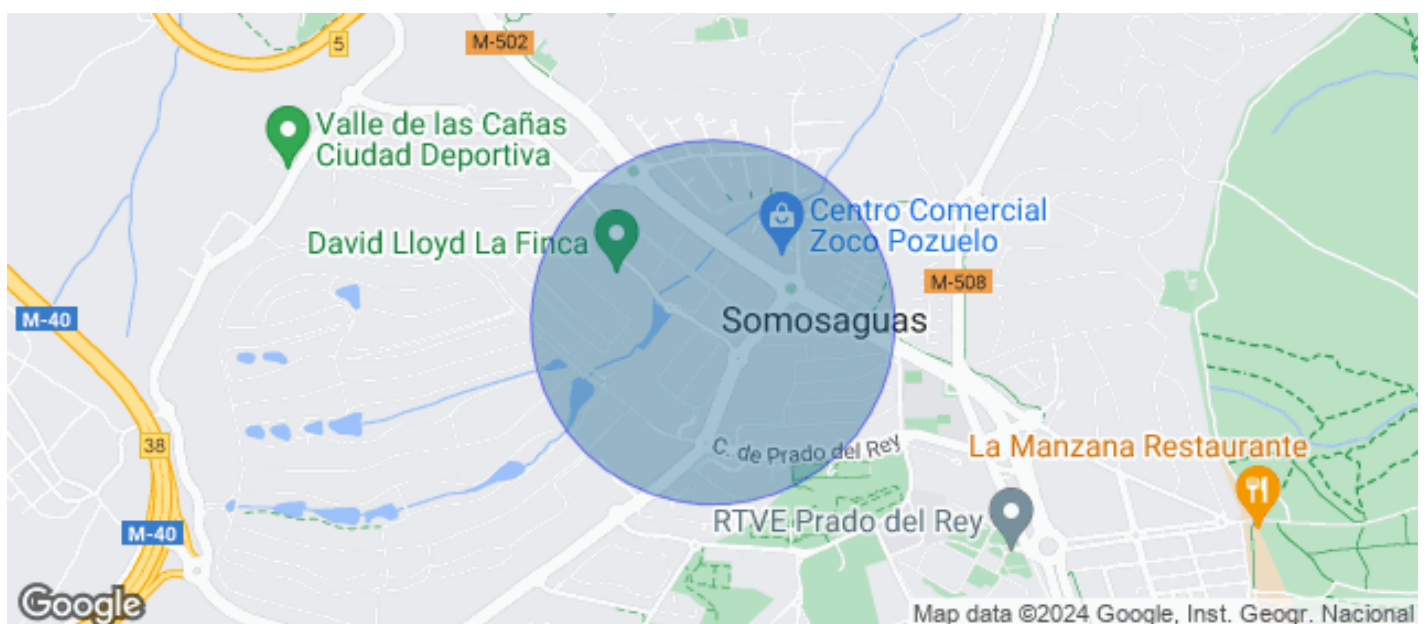 5
M-502
Valle de las Cañas
Ciudad Deportiva
Centro Comercial
Zoco Pozuelo
David Lloyd La Finca
M-508
M-40
Somosaguas
38
C. de Prado del Rey
La Manzana Restaurante
M-40
RTVE Prado del Rey
Google
Map data ©2024 Google, Inst. Geogr. Nacional